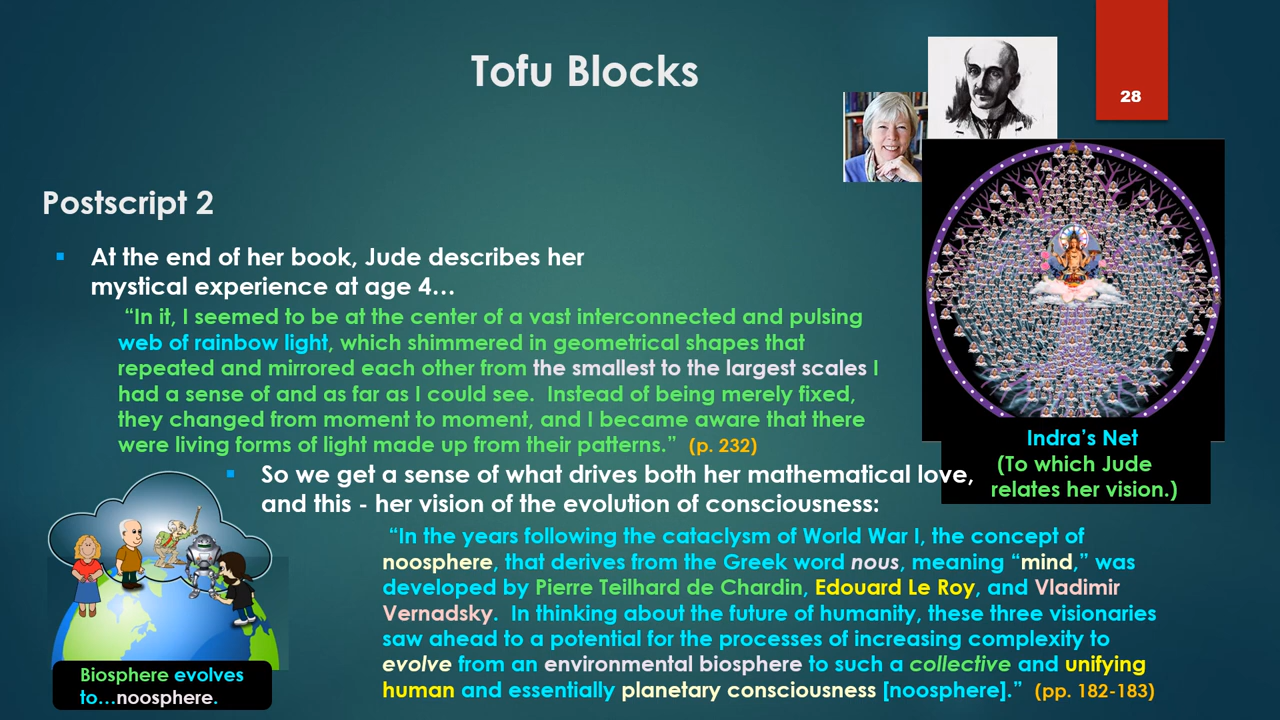 Tofu Blocks
28
Postscript 2
▪ At the end of her book, Jude describes her
mystical experience at age 4…
“In it, I seemed to be at the center of a vast interconnected and pulsing
web of rainbow light, which shimmered in geometrical shapes that
repeated and mirrored each other from the smallest to the largest scales I
had a sense of and as far as I could see. Instead of being merely fixed,
they changed from moment to moment, and I became aware that there
were living forms of light made up from their patterns.” (p. 232)
Indra’s Net
(To which Jude
relates her vision.)
▪ So we get a sense of what drives both her mathematical love,
and this - her vision of the evolution of consciousness:
“In the years following the cataclysm of World War I, the concept of
noosphere, that derives from the Greek word nous, meaning “mind,” was
developed by Pierre Teilhard de Chardin, Edouard Le Roy, and Vladimir
Vernadsky. In thinking about the future of humanity, these three visionaries
saw ahead to a potential for the processes of increasing complexity to
evolve from an environmental biosphere to such a collective and unifying
human and essentially planetary consciousness [noosphere].” (pp. 182-183)
Biosphere evolves
to…noosphere.